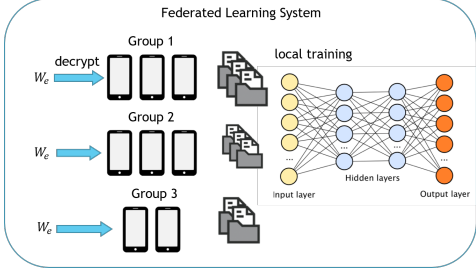 Federated Learning System
Group 1
decrypt
W_e
local training
Group 2
W_e
...
...
...
...
Hidden layers
Input layer
Output layer
Group 3
W_e